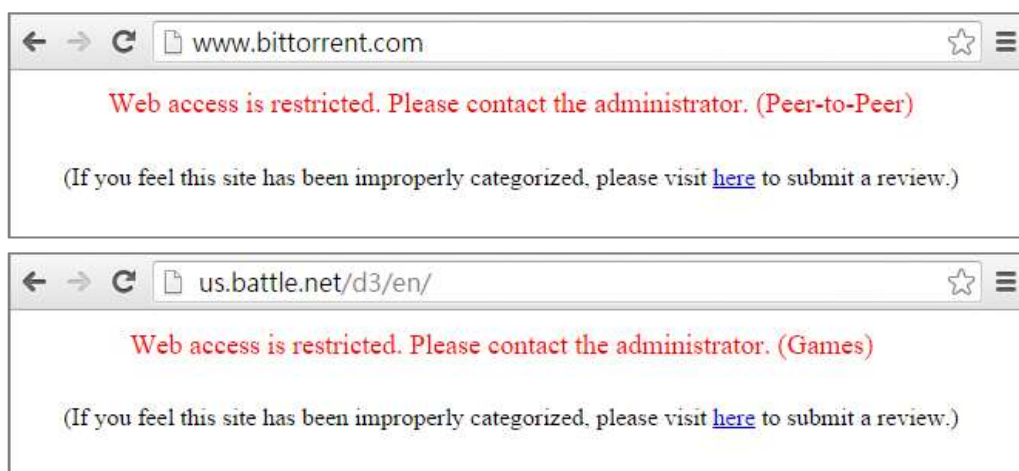 www.bittorrent.com
Web access is restricted. Please contact the administrator. (Peer-to-Peer)
(If you feel this site has been improperly categorized, please visit here to submit a review.)
us.battle.net/d3/en/
Web access is restricted. Please contact the administrator. (Games)
(If you feel this site has been improperly categorized, please visit here to submit a review.)